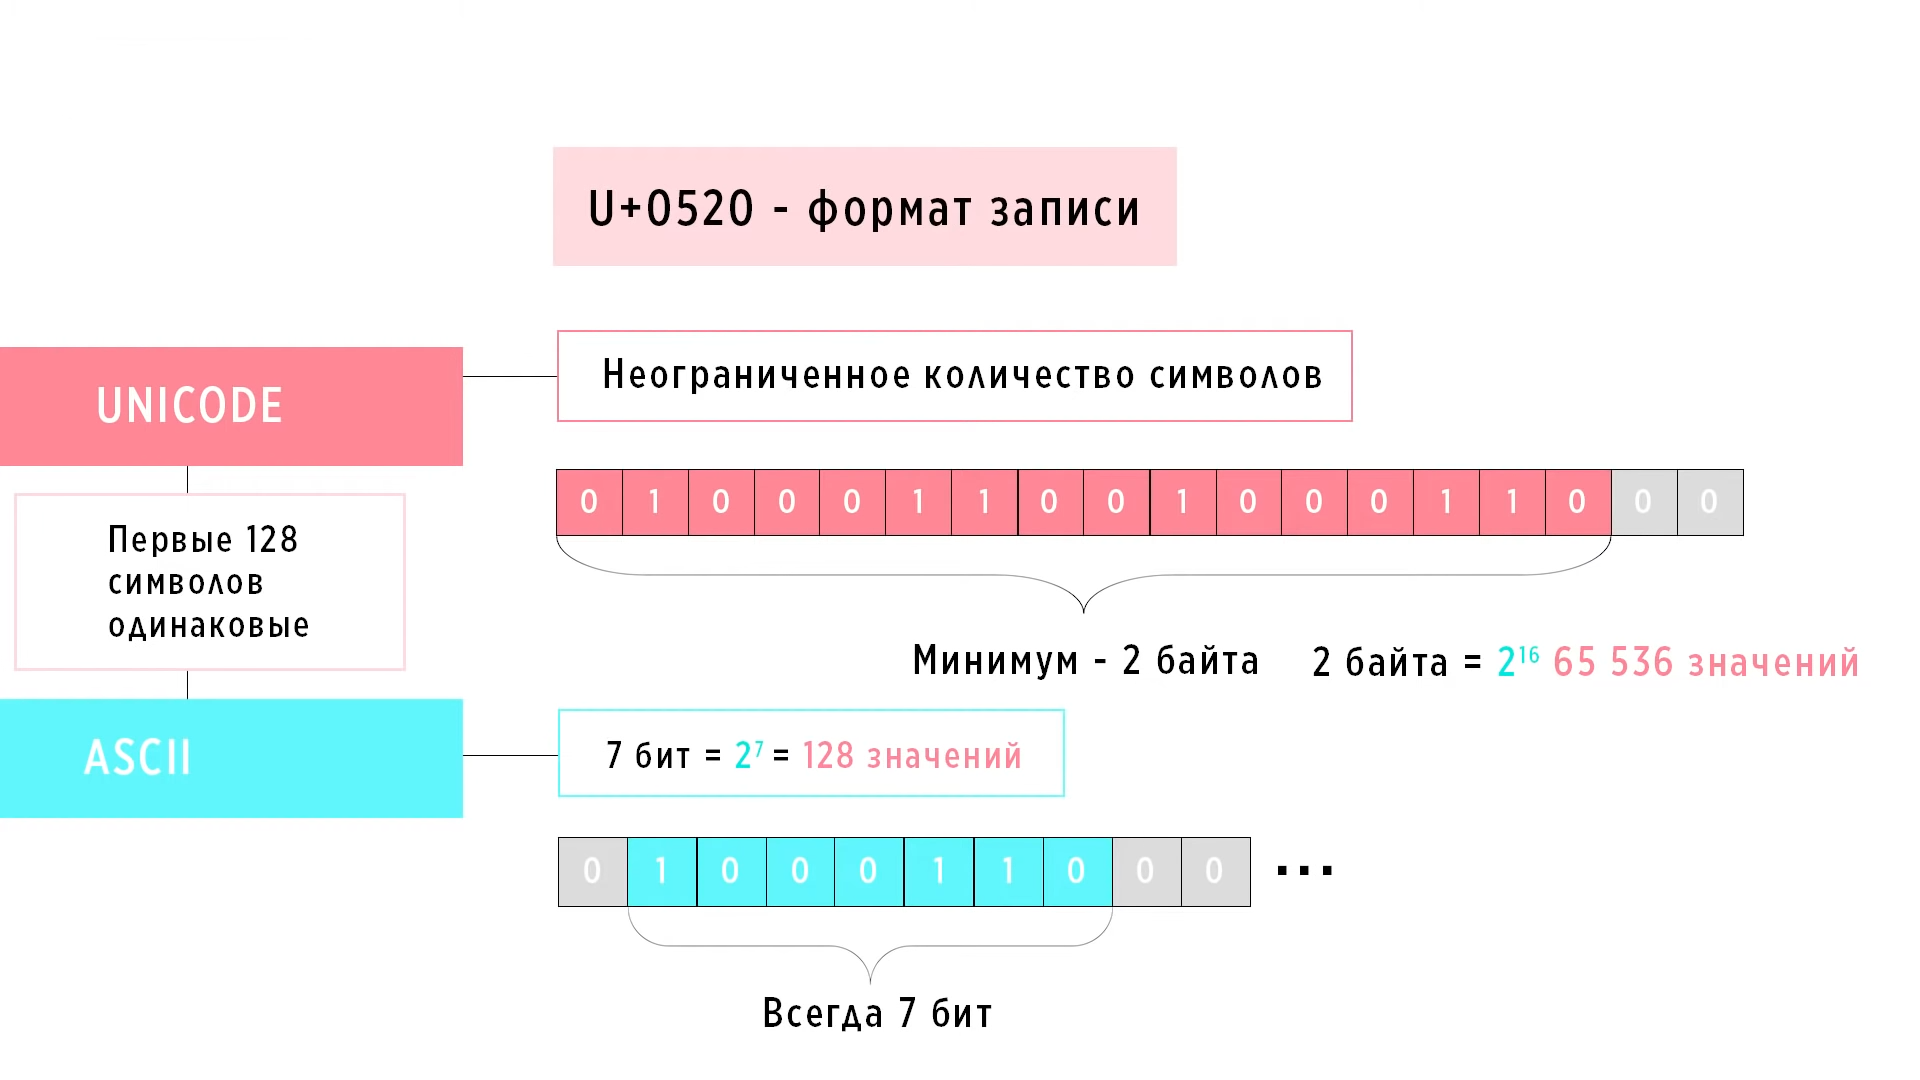 U+0520 - формат записи
UNICODE
Неограниченное количество символов
0 1 0 0 0 1 1 0 0 1 0 0 0 1 1 0 0 0
Первые 128
символов
одинаковые
Минимум - 2 байта
2 байта = 2¹⁶ 65 536 значений
ASCII
7 бит = 2⁷ = 128 значений
0 1 0 0 0 1 1 0 0 0 ...
Всегда 7 бит